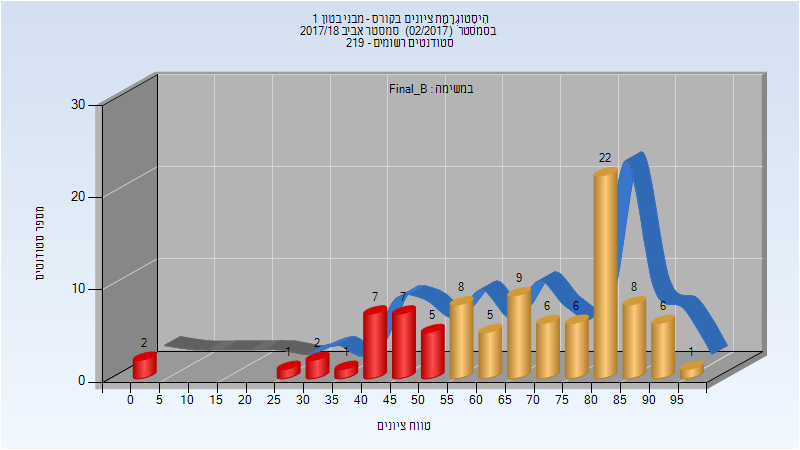 היסטוגרמת ציונים בקורס - מבני בטון 1
בסמסטר (02/2017) סמסטר אביב 2017/18
סטודנטים רשומים - 219
במשימה : Final_B
מספר סטודנטים
30
20
10
0
2
1
2
1
7
7
5
8
5
9
6
6
22
8
6
1
0 5 10 15 20 25 30 35 40 45 50 55 60 65 70 75 80 85 90 95
טווח ציונים